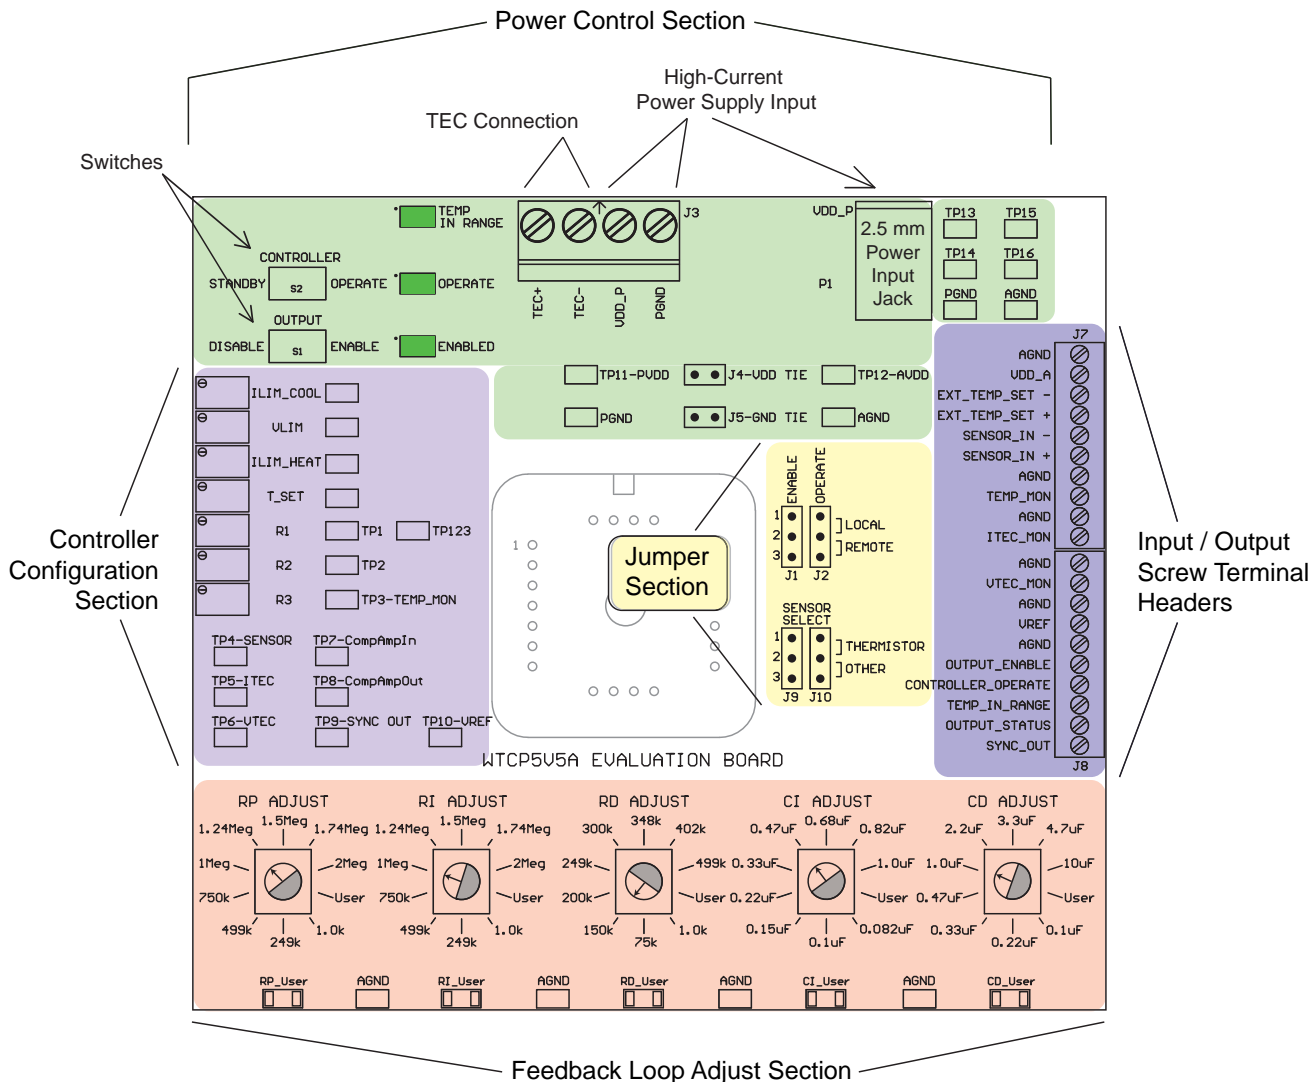 Power Control Section
High-Current
Power Supply Input
TEC Connection
Switches
TEMP
IN RANGE
J3
VDD_P
2.5 mm
Power
Input
Jack
P1
TP13
TP15
TP14
TP16
PGND
AGND
CONTROLLER
STANDBY
S2
OPERATE
OPERATE
OUTPUT
DISABLE
S1
ENABLE
ENABLED
TEC+
TEC-
VDD_P
PGND
TP11-PVDD
J4-VDD TIE
TP12-AVDD
PGND
J5-GND TIE
AGND
ILIM_COOL
VLIM
ILIM_HEAT
T_SET
R1
TP1
TP123
R2
TP2
R3
TP3-TEMP_MON
TP4-SENSOR
TP7-CompAmpIn
TP5-ITEC
TP8-CompAmpOut
TP6-VTEC
TP9-SYNC OUT
TP10-VREF
Controller
Configuration
Section
1
Jumper
Section
ENABLE
OPERATE
1
2
3
LOCAL
REMOTE
J1
J2
SENSOR
SELECT
1
2
3
THERMISTOR
OTHER
J9
J10
J7
AGND
VDD_A
EXT_TEMP_SET -
EXT_TEMP_SET +
SENSOR_IN -
SENSOR_IN +
AGND
TEMP_MON
AGND
ITEC_MON
AGND
VTEC_MON
AGND
VREF
AGND
OUTPUT_ENABLE
CONTROLLER_OPERATE
TEMP_IN_RANGE
OUTPUT_STATUS
SYNC_OUT
J8
Input / Output
Screw Terminal
Headers
WTCP5V5A EVALUATION BOARD
RP ADJUST
1.5Meg
1.24Meg
1.74Meg
1Meg
2Meg
750k
User
499k
1.0k
249k
RI ADJUST
1.5Meg
1.24Meg
1.74Meg
1Meg
2Meg
750k
User
499k
1.0k
249k
RD ADJUST
348k
300k
402k
249k
499k
200k
User
150k
1.0k
75k
CI ADJUST
0.68uF
0.47uF
0.82uF
0.33uF
1.0uF
0.22uF
User
0.15uF
0.082uF
0.1uF
CD ADJUST
3.3uF
2.2uF
4.7uF
1.0uF
10uF
0.47uF
User
0.33uF
0.1uF
0.22uF
RP_User
AGND
RI_User
AGND
RD_User
AGND
CI_User
AGND
CD_User
Feedback Loop Adjust Section